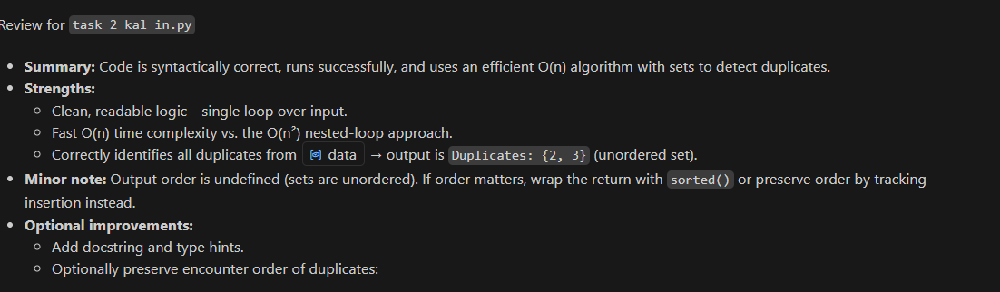 Review for task 2 kal in.py
• Summary: Code is syntactically correct, runs successfully, and uses an efficient O(n) algorithm with sets to detect duplicates.
• Strengths:
◦ Clean, readable logic—single loop over input.
◦ Fast O(n) time complexity vs. the O(n²) nested-loop approach.
◦ Correctly identifies all duplicates from data → output is Duplicates: {2, 3} (unordered set).
• Minor note: Output order is undefined (sets are unordered). If order matters, wrap the return with sorted() or preserve order by tracking
insertion instead.
• Optional improvements:
◦ Add docstring and type hints.
◦ Optionally preserve encounter order of duplicates: